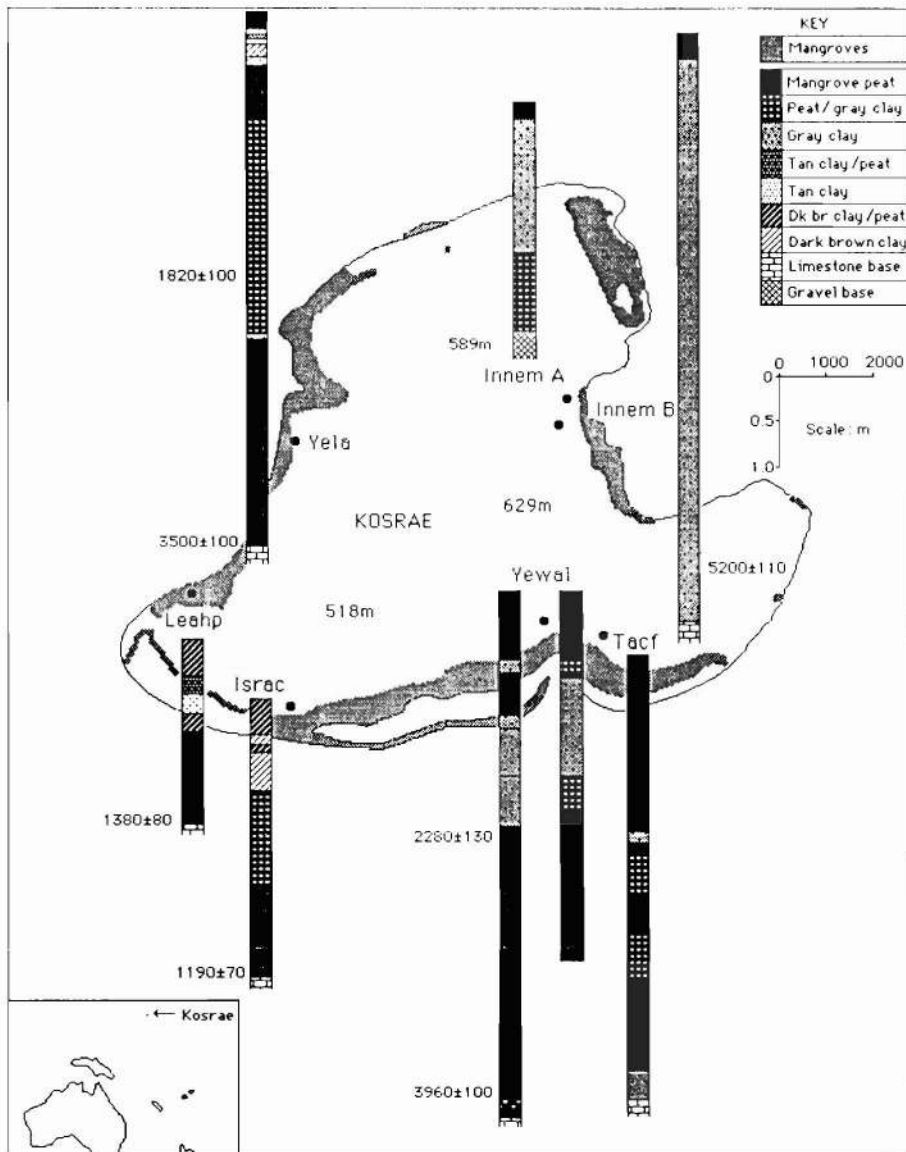 KEY
Mangroves
Mangrove peat
Peat/ gray clay
Gray clay
Tan clay /peat
Tan clay
Dk br clay /peat
Dark brown clay
Limestone base
Gravel base
0 1000 2000
0
0.5
1.0
Scale: m
1820±100
589m
Innem A
Innem B
Yela
KOSRAE
629m
3500±100
5200±110
Yewal
Leahp
518m
Tacf
Israc
1380±80
2280±130
1190±70
← Kosrae
3960±100